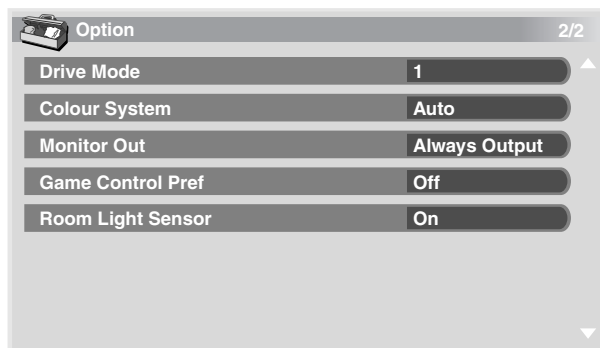 Option 2/2
Drive Mode 1
Colour System Auto
Monitor Out Always Output
Game Control Pref Off
Room Light Sensor On